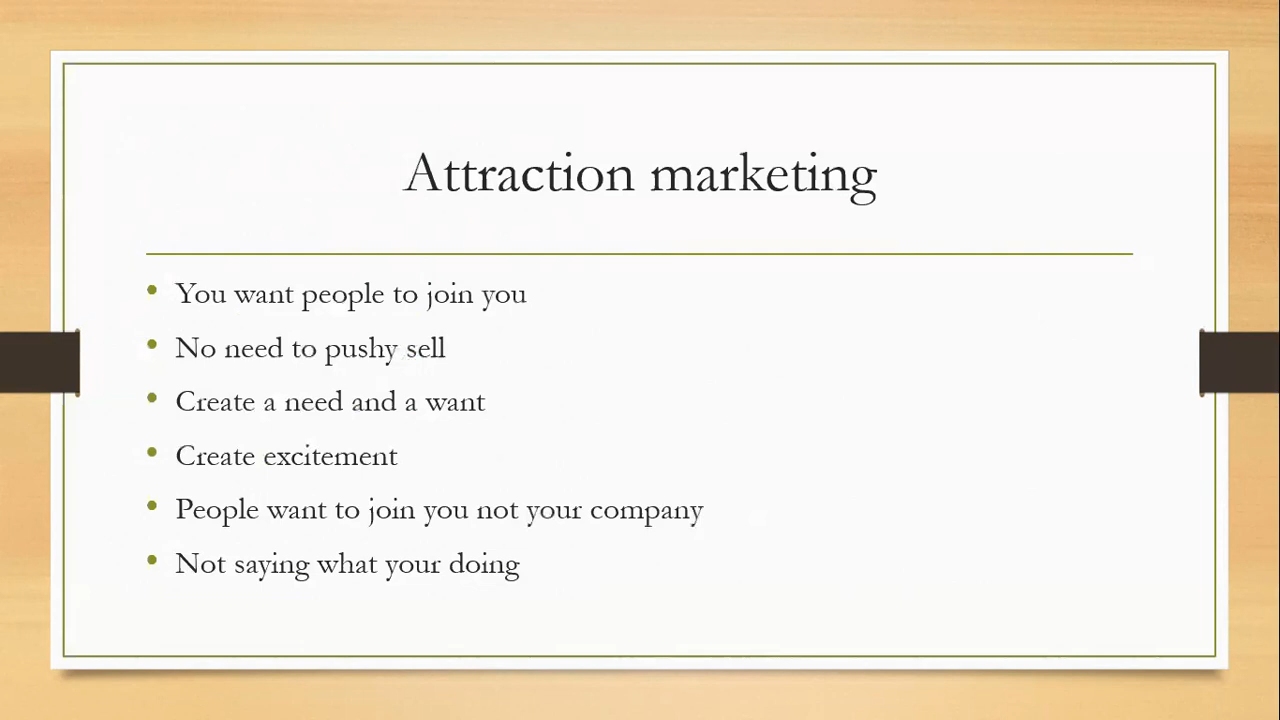 Attraction marketing
• You want people to join you
• No need to pushy sell
• Create a need and a want
• Create excitement
• People want to join you not your company
• Not saying what your doing